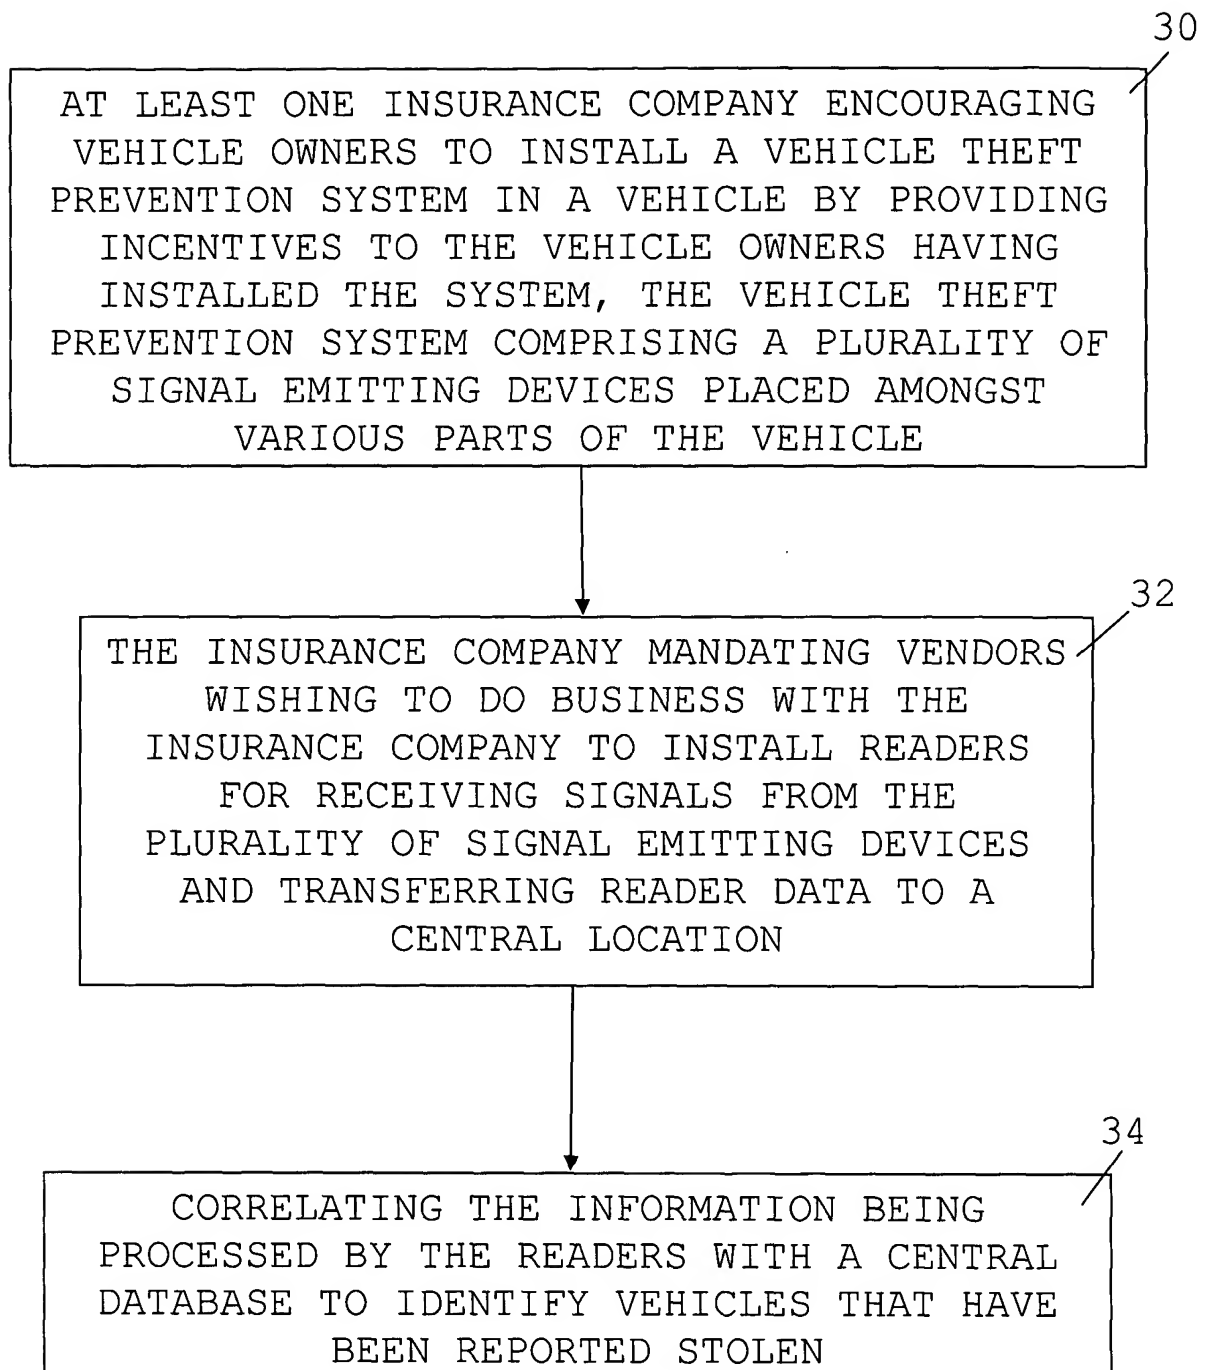 30
AT LEAST ONE INSURANCE COMPANY ENCOURAGING
VEHICLE OWNERS TO INSTALL A VEHICLE THEFT
PREVENTION SYSTEM IN A VEHICLE BY PROVIDING
INCENTIVES TO THE VEHICLE OWNERS HAVING
INSTALLED THE SYSTEM, THE VEHICLE THEFT
PREVENTION SYSTEM COMPRISING A PLURALITY OF
SIGNAL EMITTING DEVICES PLACED AMONGST
VARIOUS PARTS OF THE VEHICLE
32
THE INSURANCE COMPANY MANDATING VENDORS
WISHING TO DO BUSINESS WITH THE
INSURANCE COMPANY TO INSTALL READERS
FOR RECEIVING SIGNALS FROM THE
PLURALITY OF SIGNAL EMITTING DEVICES
AND TRANSFERRING READER DATA TO A
CENTRAL LOCATION
34
CORRELATING THE INFORMATION BEING
PROCESSED BY THE READERS WITH A CENTRAL
DATABASE TO IDENTIFY VEHICLES THAT HAVE
BEEN REPORTED STOLEN